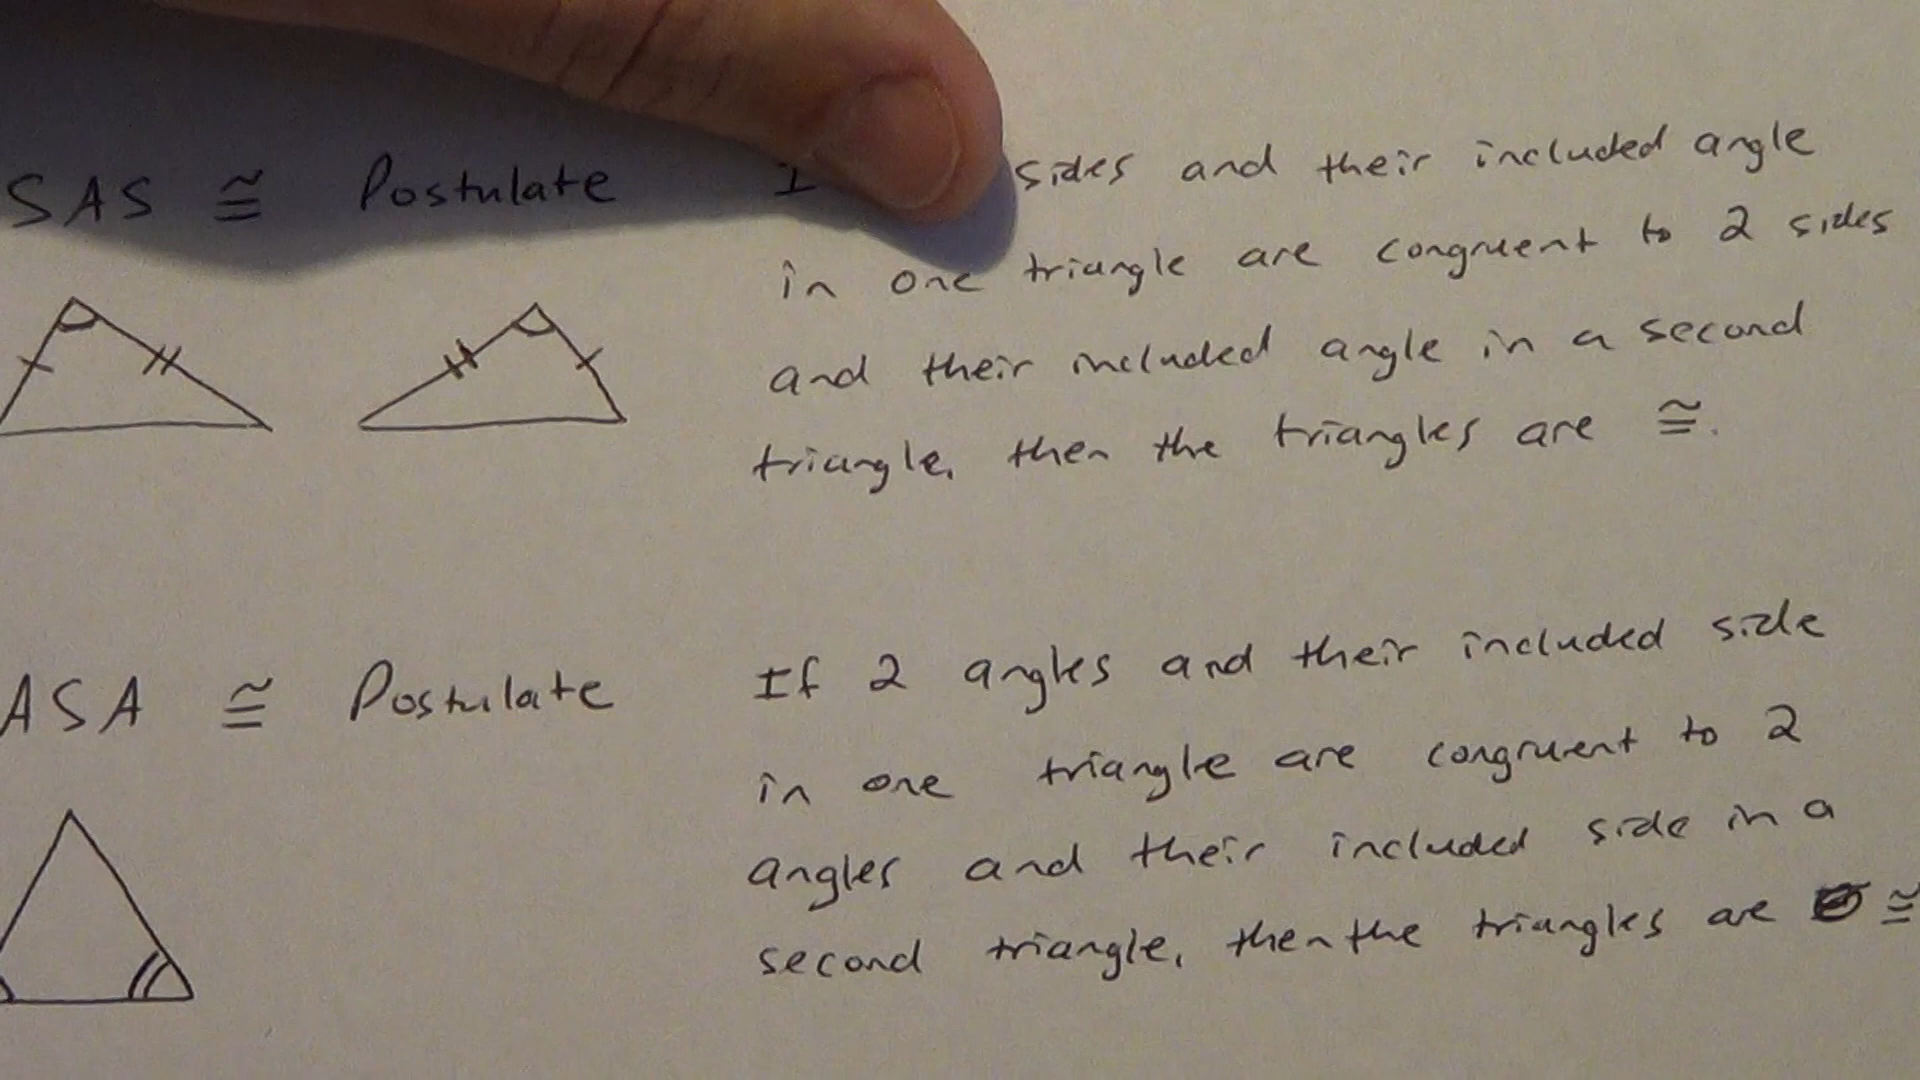 SAS ≅ Postulate
sides and their included angle
in one triangle are congruent to 2 sides
and their included angle in a second
triangle, then the triangles are ≅.
ASA ≅ Postulate
If 2 angles and their included side
in one triangle are congruent to 2
angles and their included side in a
second triangle, then the triangles are ≅